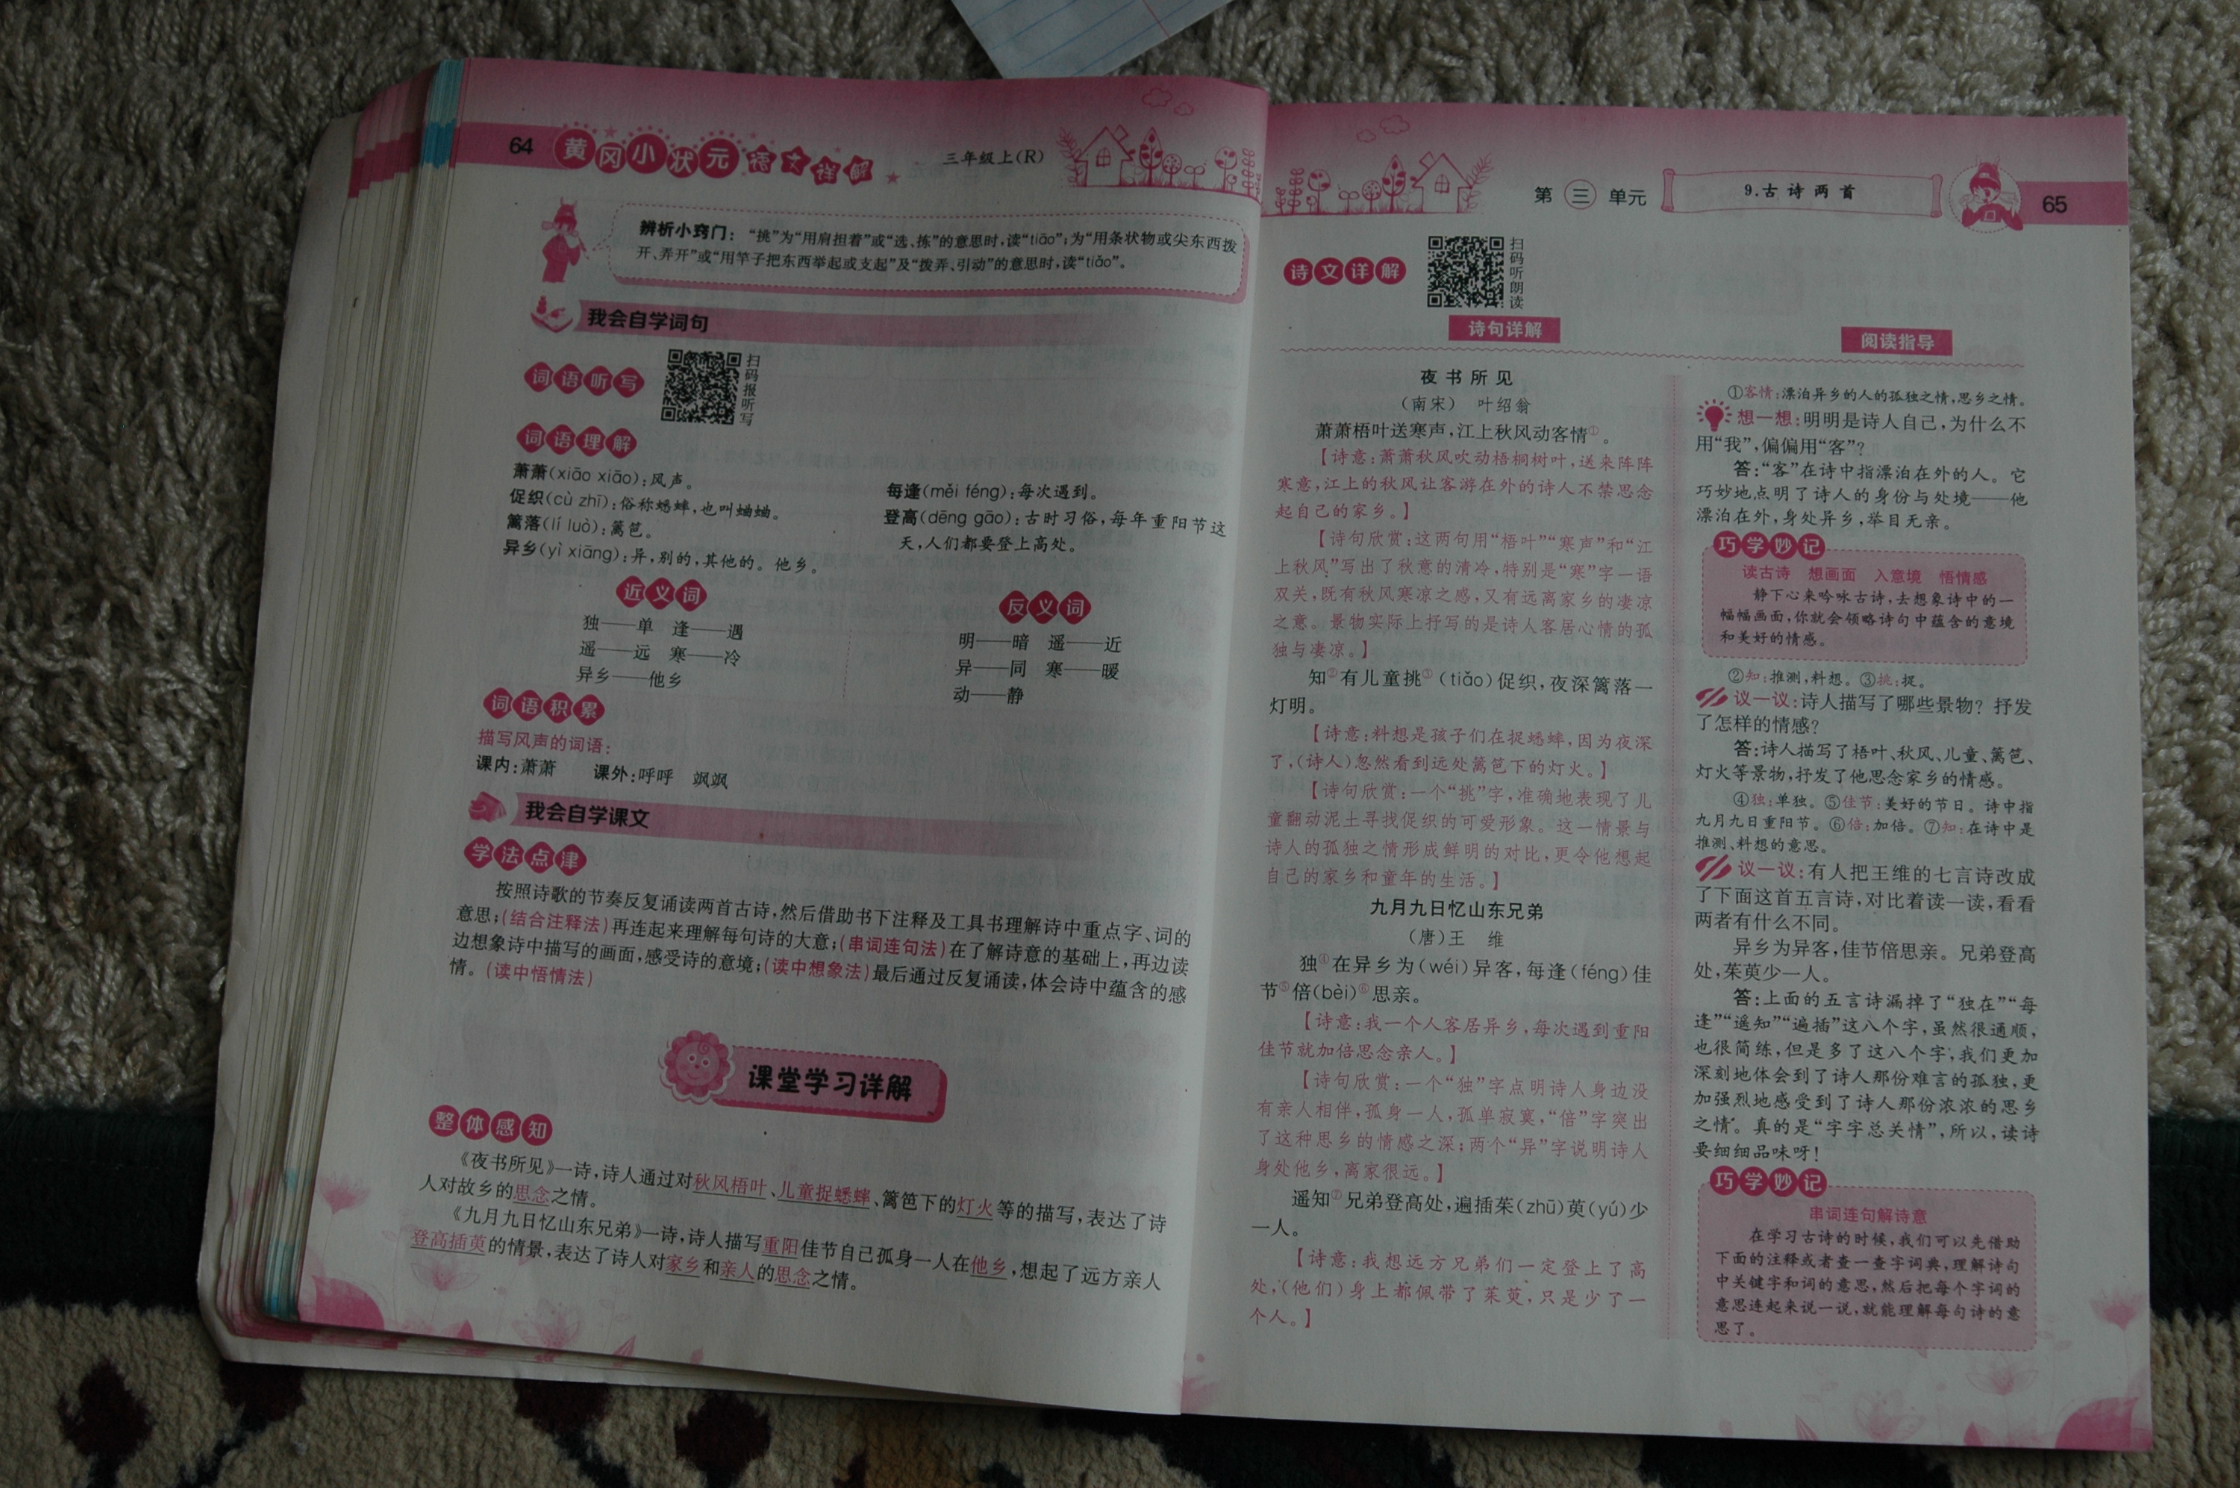 64 黄冈小状元语文详解 三年级上(R)
辨析小窍门：“挑”为“用肩担着”或“选、拣”的意思时，读“tiāo”；为“用条状物或尖东西拨
开、弄开”或“用竿子把东西举起或支起”及“拨弄、引动”的意思时，读“tiǎo”。
我会自学词句
词语听写
扫码报听写
词语理解
萧萧(xiāo xiāo)：风声。
促织(cù zhī)：俗称蟋蟀，也叫蛐蛐。
篱落(lí luò)：篱笆。
异乡(yì xiāng)：异，别的，其他的。他乡。
每逢(měi féng)：每次遇到。
登高(dēng gāo)：古时习俗，每年重阳节这
天，人们都要登上高处。
近义词
独——单 逢——遇
遥——远 寒——冷
异乡——他乡
反义词
明——暗 遥——近
异——同 寒——暖
动——静
词语积累
描写风声的词语：
课内：萧萧 课外：呼呼 飒飒
我会自学课文
学法点津
按照诗歌的节奏反复诵读两首古诗，然后借助书下注释及工具书理解诗中重点字、词的
意思；(结合注释法)再连起来理解每句诗的大意；(串词连句法)在了解诗意的基础上，再边读
边想象诗中描写的画面，感受诗的意境；(读中想象法)最后通过反复诵读，体会诗中蕴含的感
情。(读中悟情法)
课堂学习详解
整体感知
《夜书所见》一诗，诗人通过对秋风梧叶、儿童捉蟋蟀、篱笆下的灯火等的描写，表达了诗
人对故乡的思念之情。
《九月九日忆山东兄弟》一诗，诗人描写重阳佳节自己孤身一人在他乡，想起了远方亲人
登高插萸的情景，表达了诗人对家乡和亲人的思念之情。
第三单元 9.古诗两首 65
诗文详解
扫码听朗读
诗句详解
夜书所见
（南宋） 叶绍翁
萧萧梧叶送寒声，江上秋风动客情①。
【诗意：萧萧秋风吹动梧桐树叶，送来阵阵
寒意，江上的秋风让客游在外的诗人不禁思念
起自己的家乡。】
【诗句欣赏：这两句用“梧叶”“寒声”和“江
上秋风”写出了秋意的清冷，特别是“寒”字一语
双关，既有秋风寒凉之感，又有远离家乡的凄凉
之意。景物实际上抒写的是诗人客居心情的孤
独与凄凉。】
知②有儿童挑③(tiǎo)促织，夜深篱落一
灯明。
【诗意：料想是孩子们在捉蟋蟀，因为夜深
了，(诗人)忽然看到远处篱笆下的灯火。】
【诗句欣赏：一个“挑”字，准确地表现了儿
童翻动泥土寻找促织的可爱形象。这一情景与
诗人的孤独之情形成鲜明的对比，更令他想起
自己的家乡和童年的生活。】
九月九日忆山东兄弟
（唐）王 维
独④在异乡为(wéi)异客，每逢(féng)佳
节⑤倍(bèi)⑥思亲。
【诗意：我一个人客居异乡，每次遇到重阳
佳节就加倍思念亲人。】
【诗句欣赏：一个“独”字点明诗人身边没
有亲人相伴，孤身一人，孤单寂寞，“倍”字突出
了这种思乡的情感之深；两个“异”字说明诗人
身处他乡，离家很远。】
遥知⑦兄弟登高处，遍插茱(zhū)萸(yú)少
一人。
【诗意：我想远方兄弟们一定登上了高
处，(他们)身上都佩带了茱萸，只是少了一
个人。】
阅读指导
①客情：漂泊异乡的人的孤独之情，思乡之情。
想一想：明明是诗人自己，为什么不
用“我”，偏偏用“客”？
答：“客”在诗中指漂泊在外的人。它
巧妙地点明了诗人的身份与处境——他
漂泊在外，身处异乡，举目无亲。
巧学妙记
读古诗 想画面 入意境 悟情感
静下心来吟咏古诗，去想象诗中的一
幅幅画面，你就会领略诗句中蕴含的意境
和美好的情感。
②知：推测，料想。③挑：捉。
议一议：诗人描写了哪些景物？抒发
了怎样的情感？
答：诗人描写了梧叶、秋风、儿童、篱笆、
灯火等景物，抒发了他思念家乡的情感。
④独：单独。⑤佳节：美好的节日。诗中指
九月九日重阳节。⑥倍：加倍。⑦知：在诗中是
推测、料想的意思。
议一议：有人把王维的七言诗改成
了下面这首五言诗，对比着读一读，看看
两者有什么不同。
异乡为异客，佳节倍思亲。兄弟登高
处，茱萸少一人。
答：上面的五言诗漏掉了“独在”“每
逢”“遥知”“遍插”这八个字，虽然很通顺，
也很简练，但是多了这八个字，我们更加
深刻地体会到了诗人那份难言的孤独，更
加强烈地感受到了诗人那份浓浓的思乡
之情。真的是“字字总关情”，所以，读诗
要细细品味呀！
巧学妙记
串词连句解诗意
在学习古诗的时候，我们可以先借助
下面的注释或者查一查字词典，理解诗句
中关键字和词的意思，然后把每个字词的
意思连起来说一说，就能理解每句诗的意
思了。